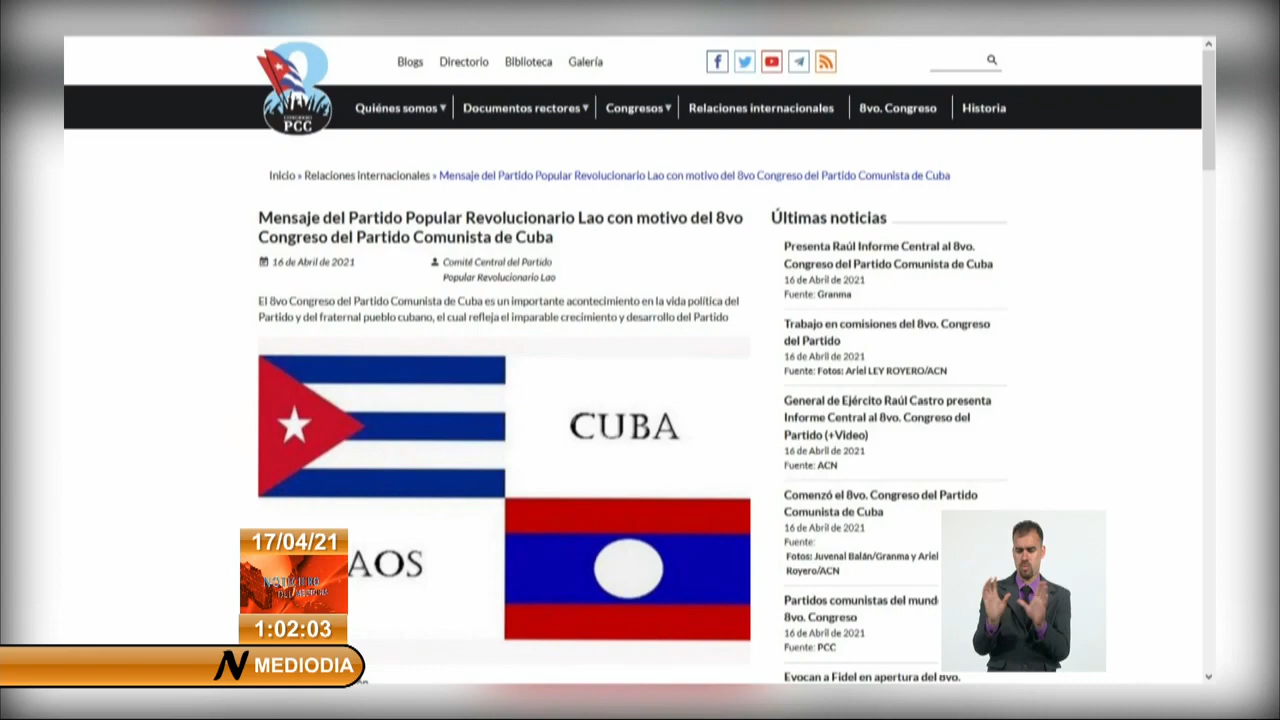 Blogs Directorio Biblioteca Galería
CONGRESO
PCC
Quiénes somos Documentos rectores Congresos Relaciones internacionales 8vo. Congreso Historia
Inicio » Relaciones internacionales » Mensaje del Partido Popular Revolucionario Lao con motivo del 8vo Congreso del Partido Comunista de Cuba
Mensaje del Partido Popular Revolucionario Lao con motivo del 8vo
Congreso del Partido Comunista de Cuba
16 de Abril de 2021
Comité Central del Partido
Popular Revolucionario Lao
El 8vo Congreso del Partido Comunista de Cuba es un importante acontecimiento en la vida política del
Partido y del fraternal pueblo cubano, el cual refleja el imparable crecimiento y desarrollo del Partido
CUBA
AOS
Últimas noticias
Presenta Raúl Informe Central al 8vo.
Congreso del Partido Comunista de Cuba
16 de Abril de 2021
Fuente: Granma
Trabajo en comisiones del 8vo. Congreso
del Partido
16 de Abril de 2021
Fuente: Fotos: Ariel LEY ROYERO/ACN
General de Ejército Raúl Castro presenta
Informe Central al 8vo. Congreso del
Partido (+Video)
16 de Abril de 2021
Fuente: ACN
Comenzó el 8vo. Congreso del Partido
Comunista de Cuba
16 de Abril de 2021
Fuente:
Fotos: Juvenal Balán/Granma y Ariel
Royero/ACN
Partidos comunistas del mund
8vo. Congreso
16 de Abril de 2021
Fuente: PCC
Evocan a Fidel en apertura del 8vo.
17/04/21
NOTICIERO
DEL MEDIODIA
1:02:03
N MEDIODIA